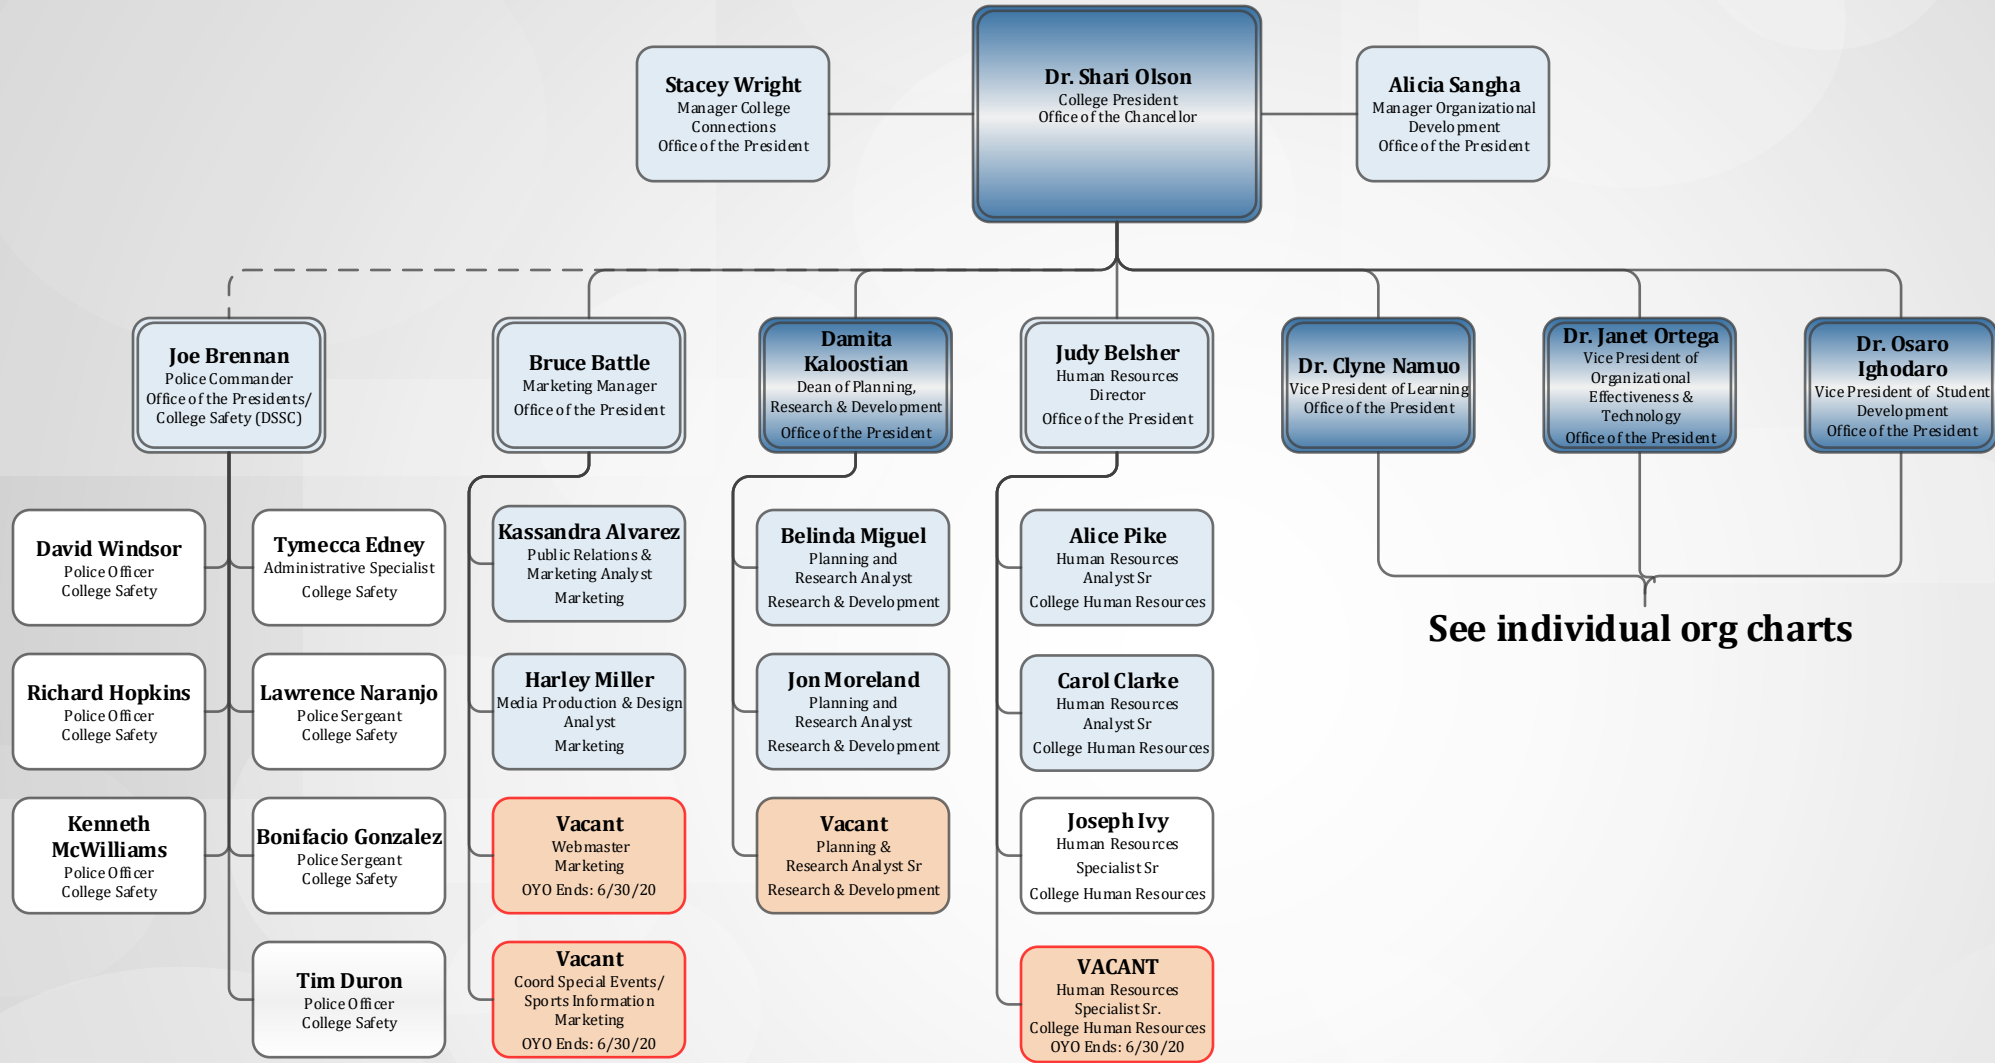 Stacey Wright
Manager College
Connections
Office of the President
Dr. Shari Olson
College President
Office of the Chancellor
Alicia Sangha
Manager Organizational
Development
Office of the President
Joe Brennan
Police Commander
Office of the Presidents/
College Safety (DSSC)
Bruce Battle
Marketing Manager
Office of the President
Damita
Kaloostian
Dean of Planning,
Research & Development
Office of the President
Judy Belsher
Human Resources
Director
Office of the President
Dr. Clyne Namuo
Vice President of Learning
Office of the President
Dr. Janet Ortega
Vice President of
Organizational
Effectiveness &
Technology
Office of the President
Dr. Osaro
Ighodaro
Vice President of Student
Development
Office of the President
David Windsor
Police Officer
College Safety
Tymecca Edney
Administrative Specialist
College Safety
Kassandra Alvarez
Public Relations &
Marketing Analyst
Marketing
Belinda Miguel
Planning and
Research Analyst
Research & Development
Alice Pike
Human Resources
Analyst Sr
College Human Resources
See individual org charts
Richard Hopkins
Police Officer
College Safety
Lawrence Naranjo
Police Sergeant
College Safety
Harley Miller
Media Production & Design
Analyst
Marketing
Jon Moreland
Planning and
Research Analyst
Research & Development
Carol Clarke
Human Resources
Analyst Sr
College Human Resources
Kenneth
McWilliams
Police Officer
College Safety
Bonifacio Gonzalez
Police Sergeant
College Safety
Vacant
Webmaster
Marketing
OYO Ends: 6/30/20
Vacant
Planning &
Research Analyst Sr
Research & Development
Joseph Ivy
Human Resources
Specialist Sr
College Human Resources
Tim Duron
Police Officer
College Safety
Vacant
Coord Special Events/
Sports Information
Marketing
OYO Ends: 6/30/20
VACANT
Human Resources
Specialist Sr.
College Human Resources
OYO Ends: 6/30/20